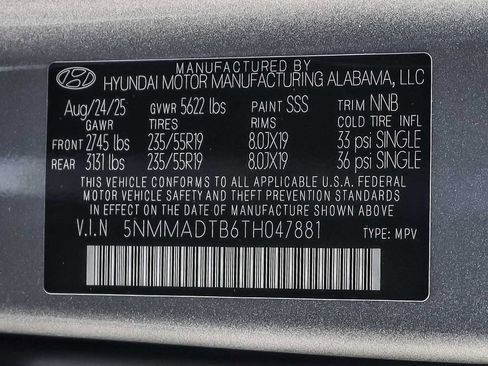 MANUFACTURED BY
HYUNDAI MOTOR MANUFACTURING ALABAMA, LLC
Aug/24/25 GVWR 5622 lbs PAINT SSS TRIM NNB
GAWR TIRES RIMS COLD TIRE INFL
FRONT 2745 lbs 235/55R19 8.0JX19 33 psi SINGLE
REAR 3131 lbs 235/55R19 8.0JX19 36 psi SINGLE
THIS VEHICLE CONFORMS TO ALL APPLICABLE U.S.A. FEDERAL
MOTOR VEHICLE SAFETY AND THEFT PREVENTION STANDARDS
IN EFFECT ON THE DATE OF MANUFACTURE SHOWN ABOVE.
V.I.N 5NMMADTB6TH047881 TYPE: MPV